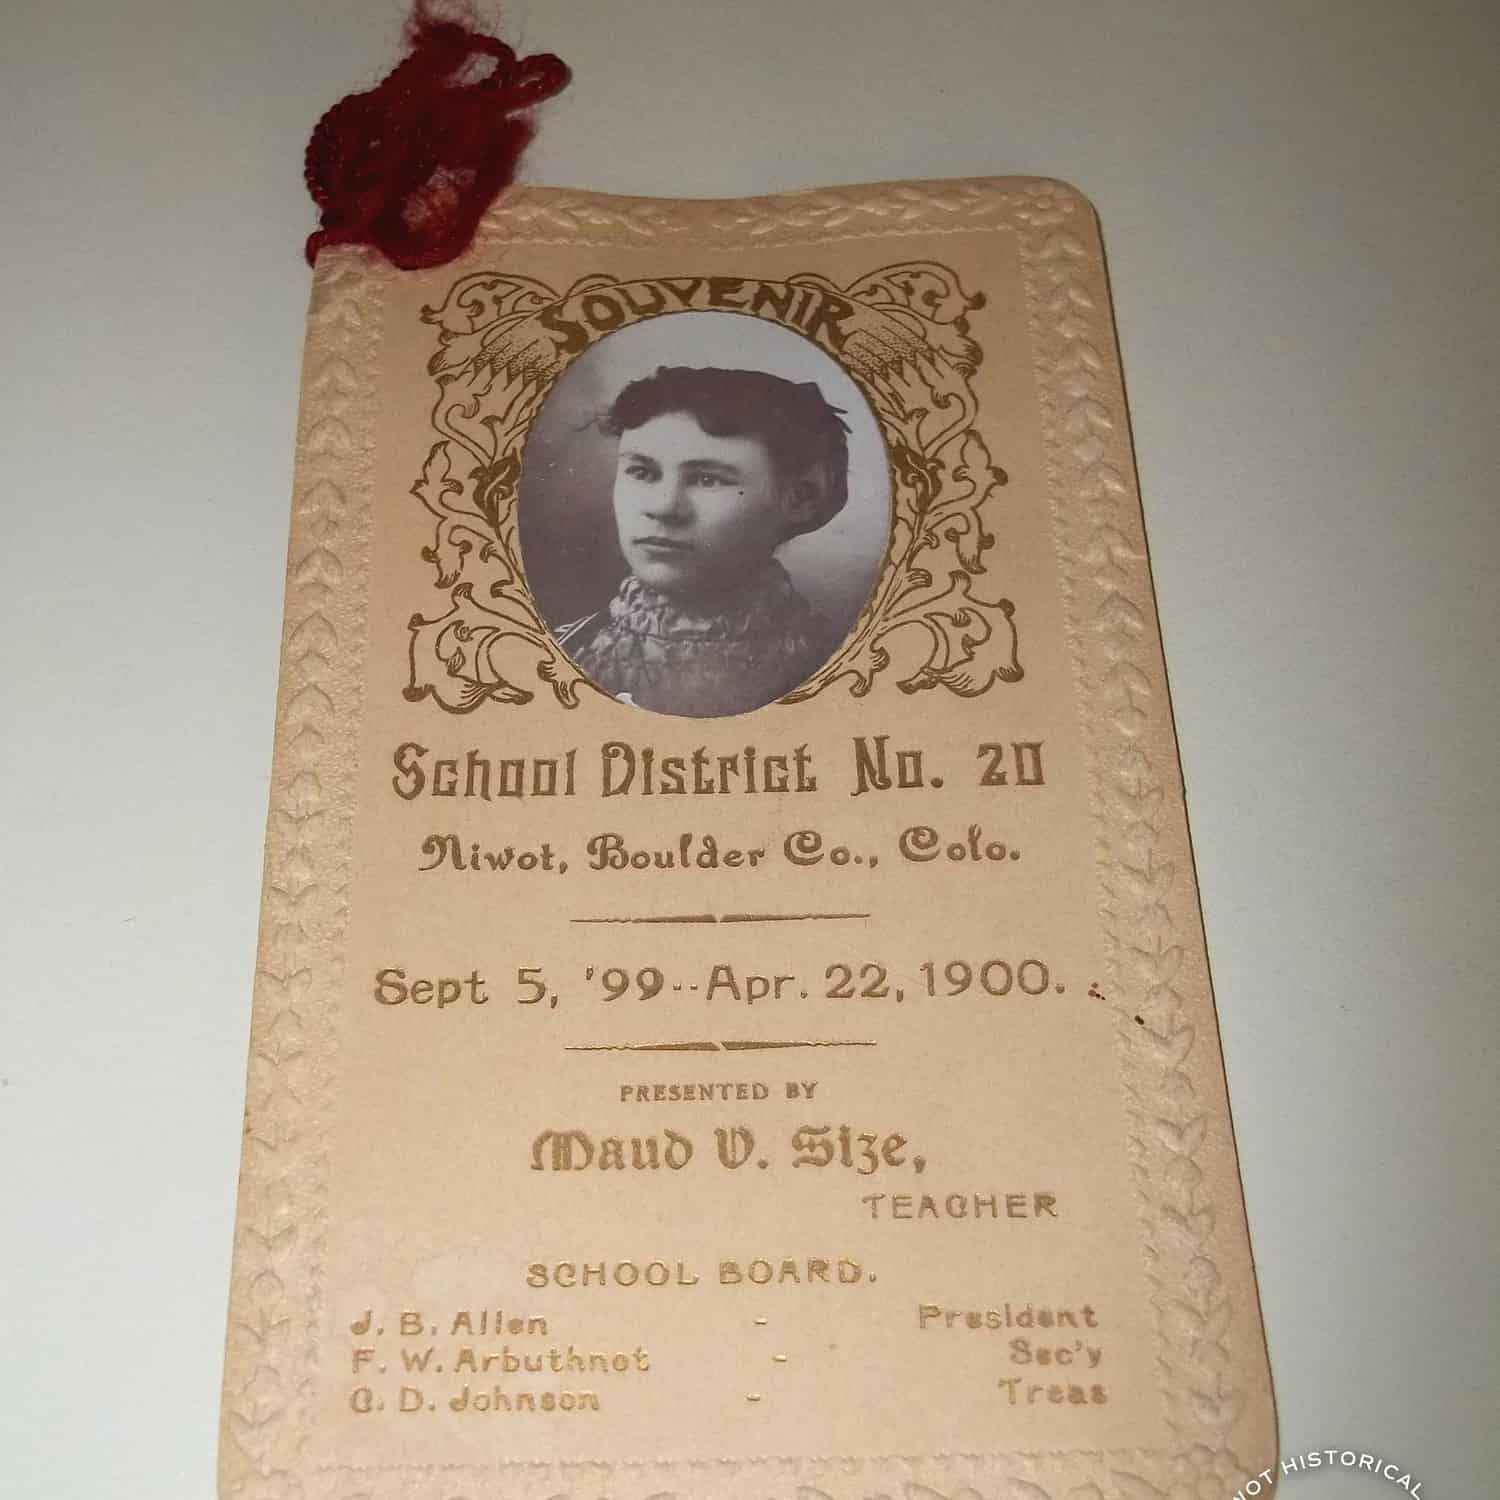 SOUVENIR
School District No. 20
Niwot, Boulder Co., Colo.
Sept 5, '99--Apr. 22, 1900.
PRESENTED BY
Maud V. Size,
TEACHER
SCHOOL BOARD.
J. B. Allen - President
F. W. Arbuthnot - Sec'y
C. D. Johnson - Treas
HISTORICAL